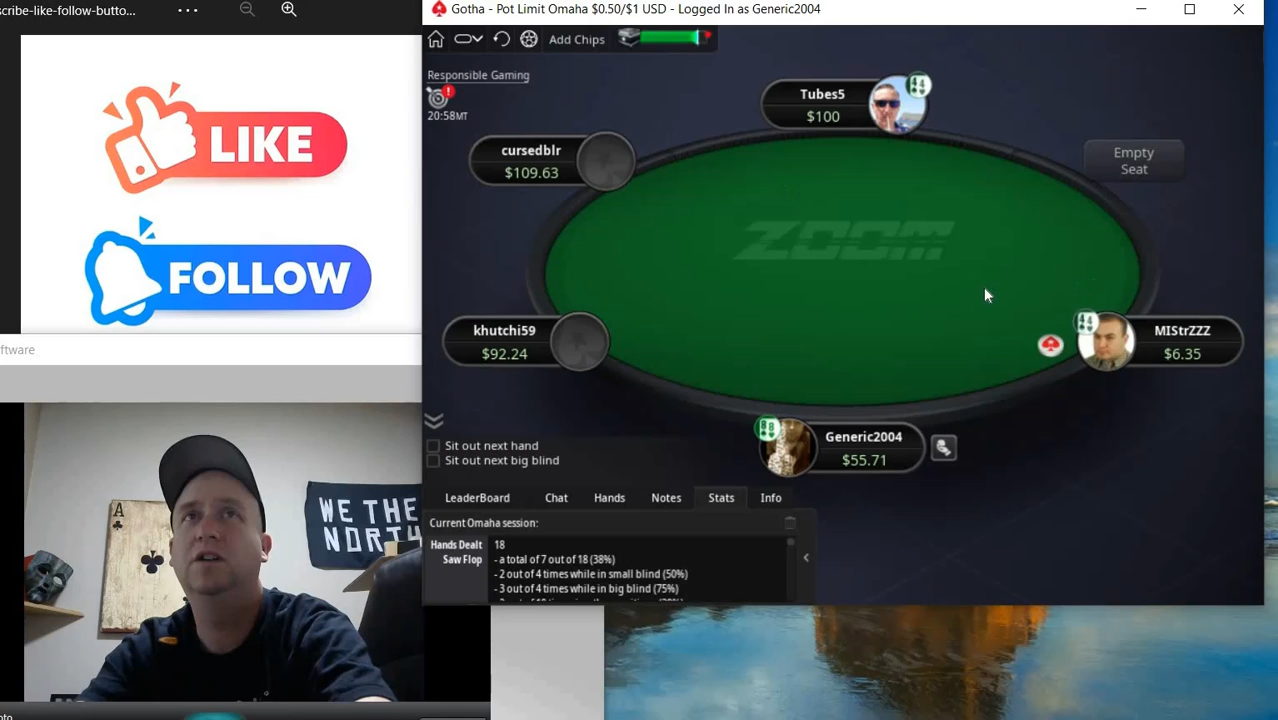 scribe-like-follow-butto...
LIKE
FOLLOW
ftware
A
WE THE
NORTH
Gotha - Pot Limit Omaha $0.50/$1 USD - Logged In as Generic2004
Add Chips
Responsible Gaming
20:58MT
Tubes5
$100
cursedblr
$109.63
Empty
Seat
ZOOM
khutchi59
$92.24
MIStrZZZ
$6.35
Generic2004
$55.71
Sit out next hand
Sit out next big blind
LeaderBoard Chat Hands Notes Stats Info
Current Omaha session:
Hands Dealt 18
Saw Flop - a total of 7 out of 18 (38%)
- 2 out of 4 times while in small blind (50%)
- 3 out of 4 times while in big blind (75%)